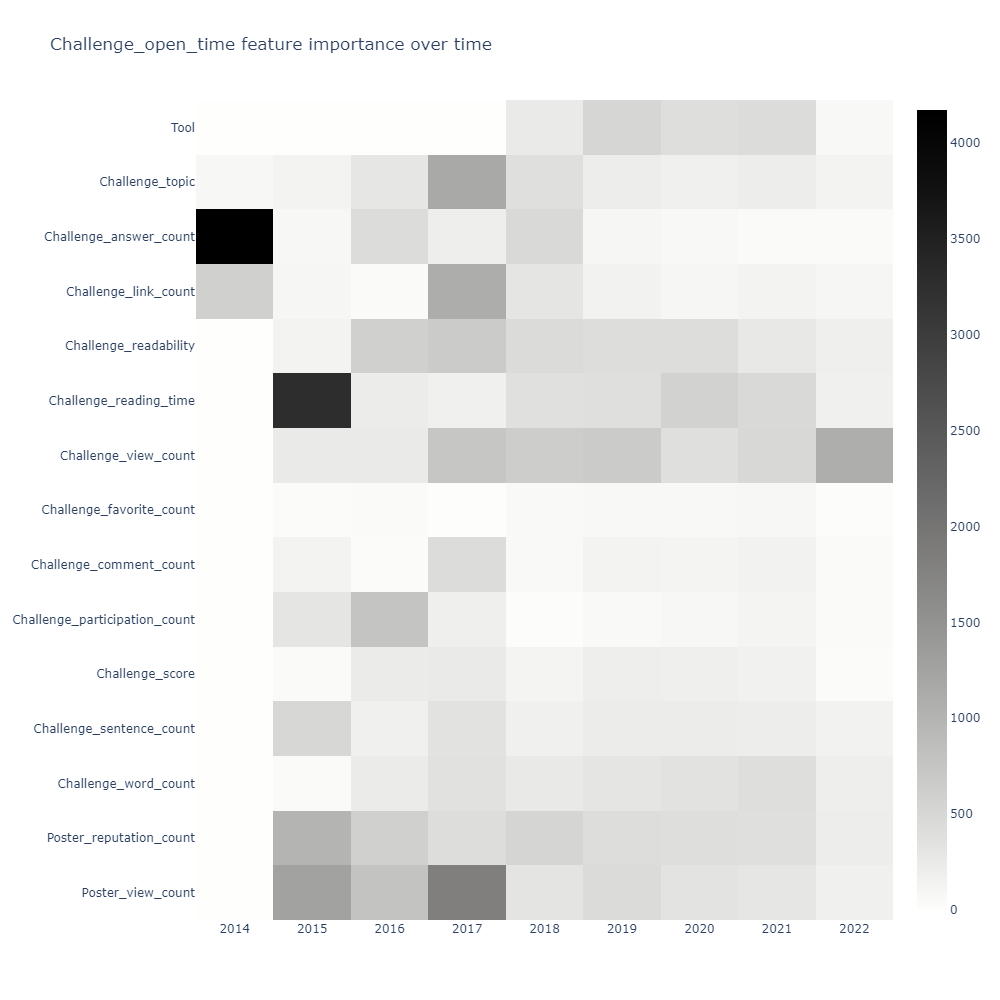 Challenge_open_time feature importance over time
Tool
Challenge_topic
Challenge_answer_count
Challenge_link_count
Challenge_readability
Challenge_reading_time
Challenge_view_count
Challenge_favorite_count
Challenge_comment_count
Challenge_participation_count
Challenge_score
Challenge_sentence_count
Challenge_word_count
Poster_reputation_count
Poster_view_count
2014 2015 2016 2017 2018 2019 2020 2021 2022
4000
3500
3000
2500
2000
1500
1000
500
0